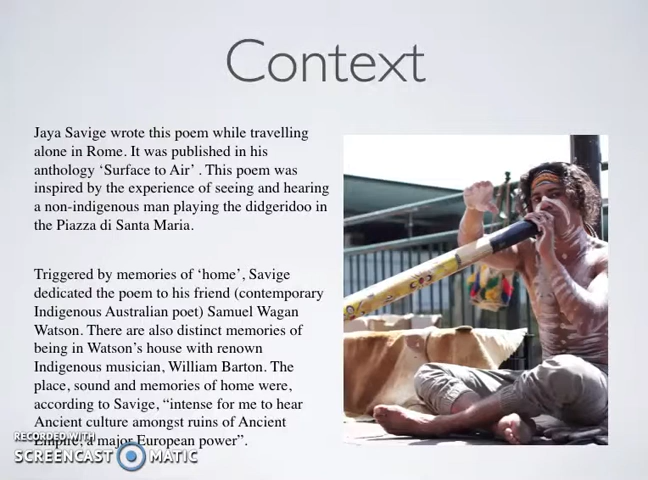 Context
Jaya Savige wrote this poem while travelling
alone in Rome. It was published in his
anthology ‘Surface to Air’ . This poem was
inspired by the experience of seeing and hearing
a non-indigenous man playing the didgeridoo in
the Piazza di Santa Maria.
Triggered by memories of ‘home’, Savige
dedicated the poem to his friend (contemporary
Indigenous Australian poet) Samuel Wagan
Watson. There are also distinct memories of
being in Watson’s house with renown
Indigenous musician, William Barton. The
place, sound and memories of home were,
according to Savige, “intense for me to hear
Ancient culture amongst ruins of Ancient
Empire, a major European power”.
RECORDED WITH
SCREENCAST MATIC